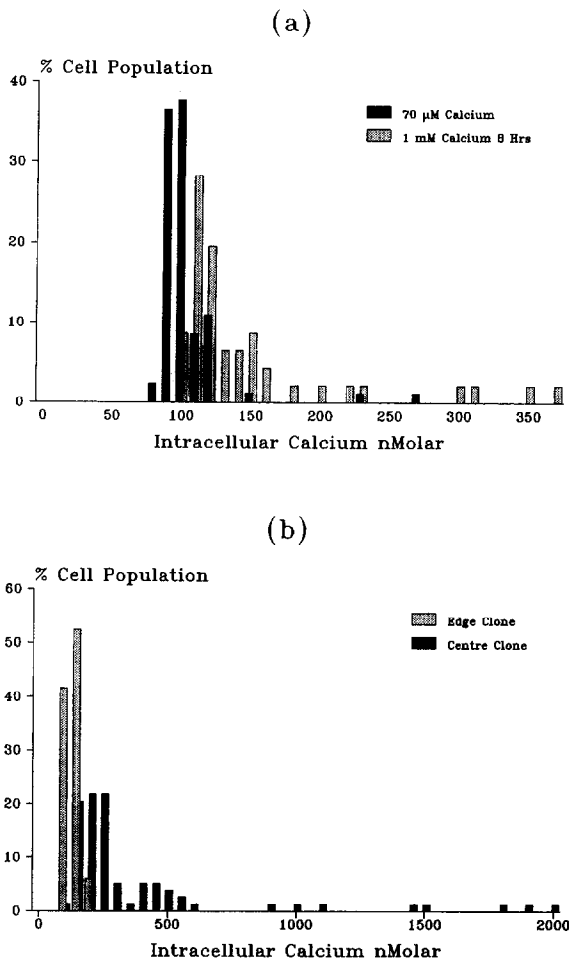 (a)
% Cell Population
40
30
20
10
0
70 µM Calcium
1 mM Calcium 8 Hrs
0 50 100 150 200 250 300 350
Intracellular Calcium nMolar
(b)
% Cell Population
60
50
40
30
20
10
0
Edge Clone
Centre Clone
0 500 1000 1500 2000
Intracellular Calcium nMolar